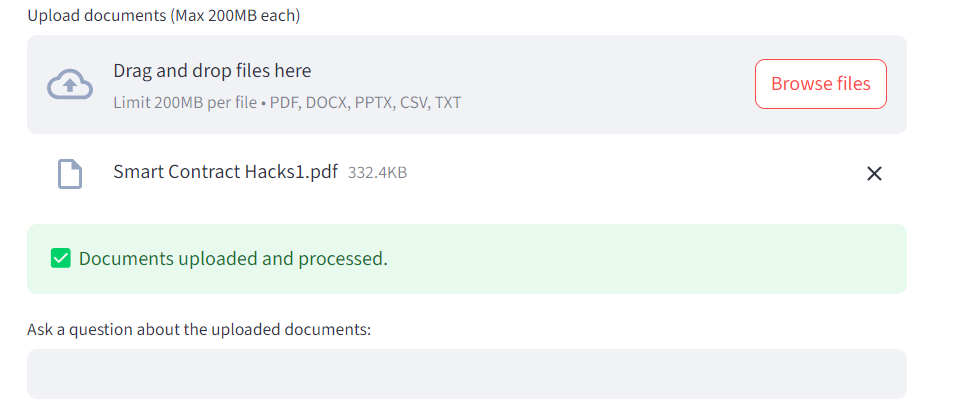 Upload documents (Max 200MB each)
Drag and drop files here
Limit 200MB per file • PDF, DOCX, PPTX, CSV, TXT
Browse files
Smart Contract Hacks1.pdf 332.4KB
Documents uploaded and processed.
Ask a question about the uploaded documents: